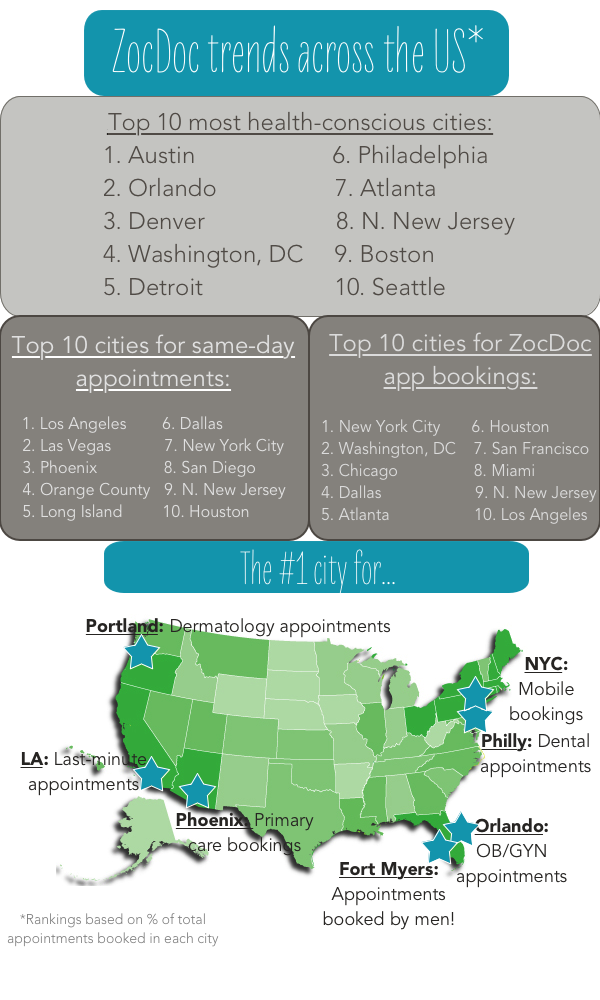 ZocDoc trends across the US*
Top 10 most health-conscious cities:
1. Austin
2. Orlando
3. Denver
4. Washington, DC
5. Detroit
6. Philadelphia
7. Atlanta
8. N. New Jersey
9. Boston
10. Seattle
Top 10 cities for same-day
appointments:
1. Los Angeles
2. Las Vegas
3. Phoenix
4. Orange County
5. Long Island
6. Dallas
7. New York City
8. San Diego
9. N. New Jersey
10. Houston
Top 10 cities for ZocDoc
app bookings:
1. New York City
2. Washington, DC
3. Chicago
4. Dallas
5. Atlanta
6. Houston
7. San Francisco
8. Miami
9. N. New Jersey
10. Los Angeles
The #1 city for...
Portland: Dermatology appointments
NYC:
Mobile
bookings
Philly: Dental
appointments
LA: Last-minute
appointments
Phoenix: Primary
care bookings
Orlando:
OB/GYN
appointments
Fort Myers:
Appointments
booked by men!
*Rankings based on % of total
appointments booked in each city